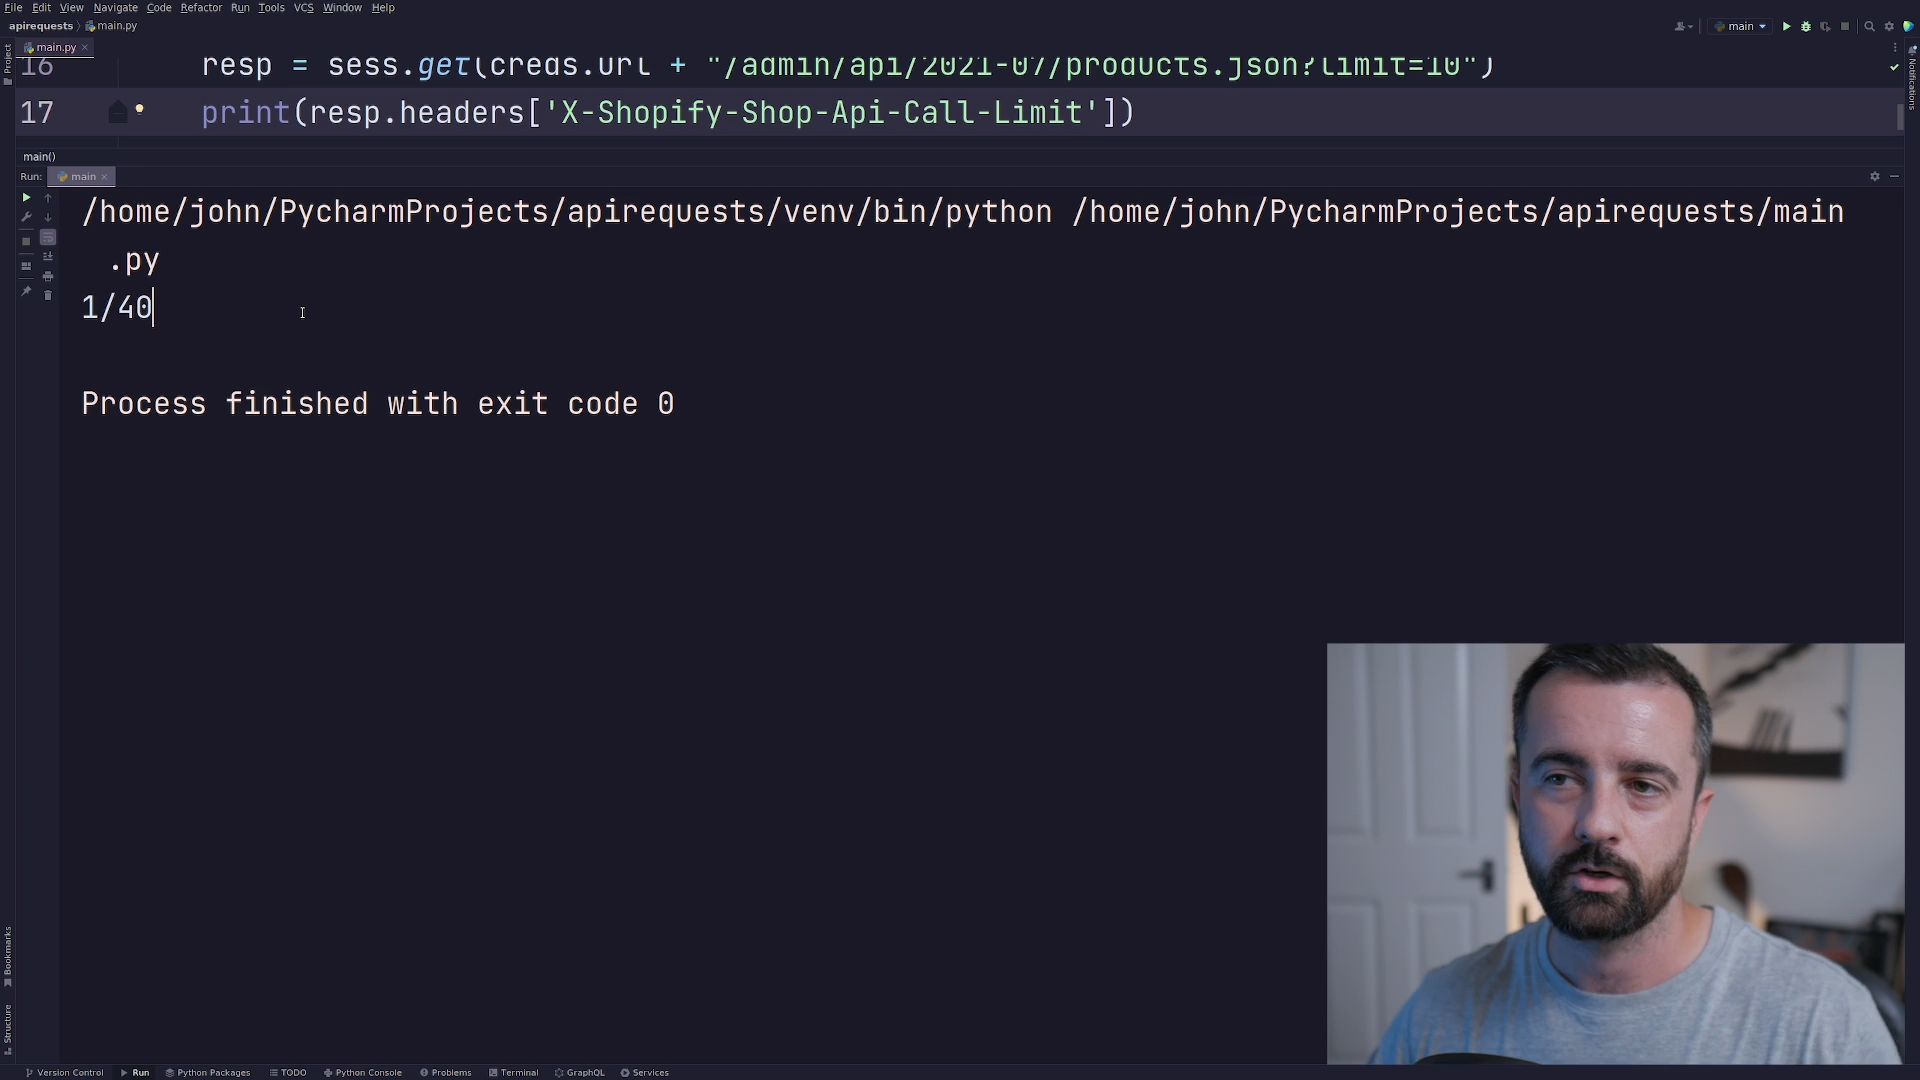 File Edit View Navigate Code Refactor Run Tools VCS Window Help
apirequests main.py main
main.py
Project
Notifications
16 resp = sess.get(creds.url + "/admin/api/2021-07/products.json?limit=10")
17 print(resp.headers['X-Shopify-Shop-Api-Call-Limit'])
main()
Run: main
/home/john/PycharmProjects/apirequests/venv/bin/python /home/john/PycharmProjects/apirequests/main
.py
1/40
Process finished with exit code 0
Bookmarks
Structure
Version Control Run Python Packages TODO Python Console Problems Terminal GraphQL Services